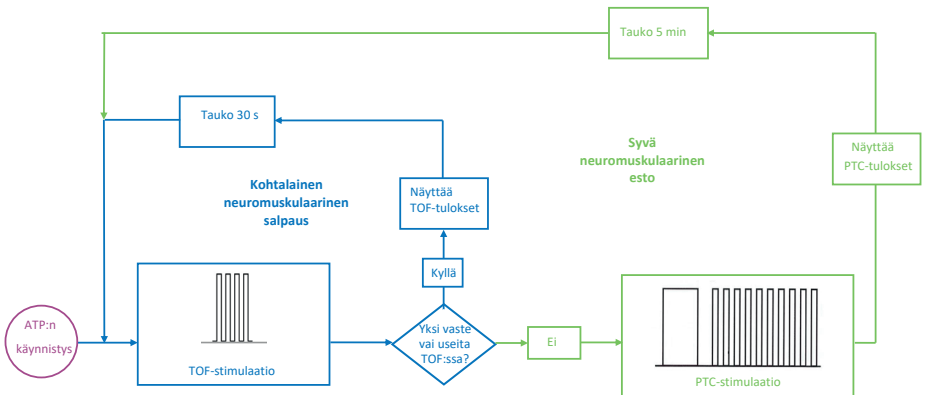 Tauko 5 min
Tauko 30 s
Syvä
neuromuskulaarinen
esto
Näyttää
PTC-tulokset
Kohtalainen
neuromuskulaarinen
salpaus
Näyttää
TOF-tulokset
Kyllä
ATP:n
käynnistys
TOF-stimulaatio
Yksi vaste
vai useita
TOF:ssa?
Ei
PTC-stimulaatio